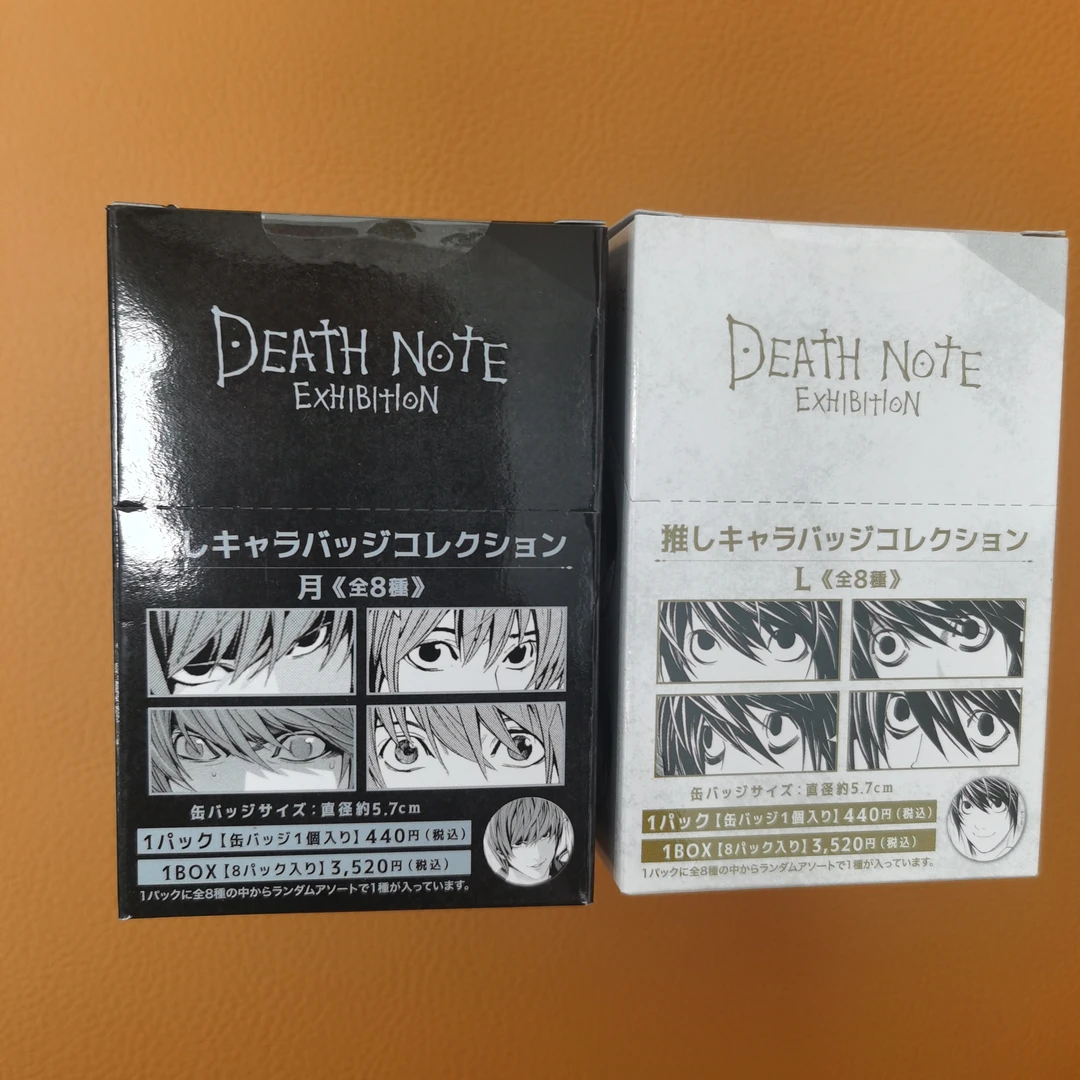 DEATH NOTE
EXHIBITION
しキャラバッジコレクション
月《全8種》
缶バッジサイズ：直径約5.7cm
1パック【缶バッジ1個入り】440円（税込）
1BOX【8パック入り】3,520円（税込）
1パックに全8種の中からランダムアソートで1種が入っています。
DEATH NOTE
EXHIBITION
推しキャラバッジコレクション
L《全8種》
缶バッジサイズ：直径約5.7cm
1パック【缶バッジ1個入り】440円（税込）
1BOX【8パック入り】3,520円（税込）
1パックに全8種の中からランダムアソートで1種が入っています。